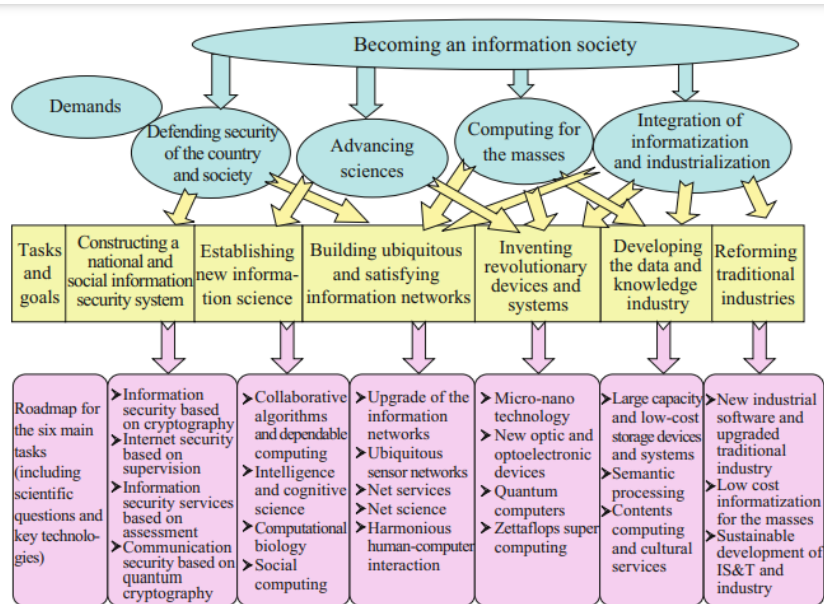 Becoming an information society
Demands
Defending security
of the country
and society
Advancing
sciences
Computing for
the masses
Integration of
informatization
and industrialization
Tasks
and
goals
Constructing a
national and
social information
security system
Establishing
new informa-
tion science
Building ubiquitous
and satisfying
information networks
Inventing
revolutionary
devices and
systems
Developing
the data and
knowledge
industry
Reforming
traditional
industries
Roadmap for
the six main
tasks
(including
scientific
questions and
key technolo-
gies)
➤Information
security based
on cryptography
➤Internet security
based on
supervision
➤Information
security services
based on
assessment
➤Communication
security based on
quantum
cryptography
➤Collaborative
algorithms
and dependable
computing
➤Intelligence
and cognitive
science
➤Computational
biology
➤Social
computing
➤Upgrade of the
information
networks
➤Ubiquitous
sensor networks
➤Net services
➤Net science
➤Harmonious
human-computer
interaction
➤Micro-nano
technology
➤New optic and
optoelectronic
devices
➤Quantum
computers
➤Zettaflops super
computing
➤Large capacity
and low-cost
storage devices
and systems
➤Semantic
processing
➤Contents
computing
and cultural
services
➤New industrial
software and
upgraded
traditional
industry
➤Low cost
informatization
for the masses
➤Sustainable
development of
IS&T and
industry